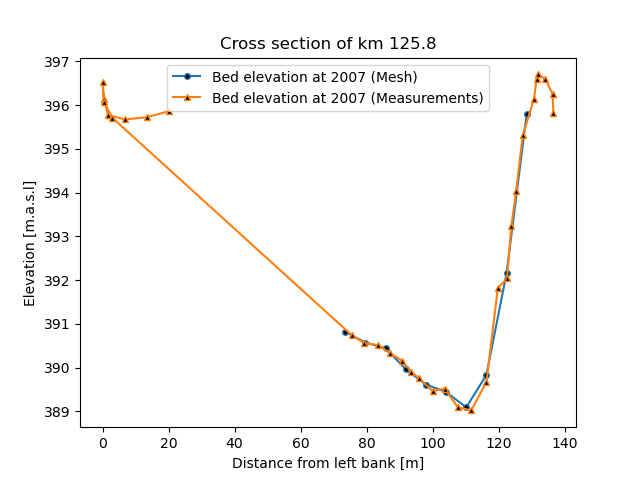 Cross section of km 125.8
Bed elevation at 2007 (Mesh)
Bed elevation at 2007 (Measurements)
Elevation [m.a.s.l]
397
396
395
394
393
392
391
390
389
0 20 40 60 80 100 120 140
Distance from left bank [m]